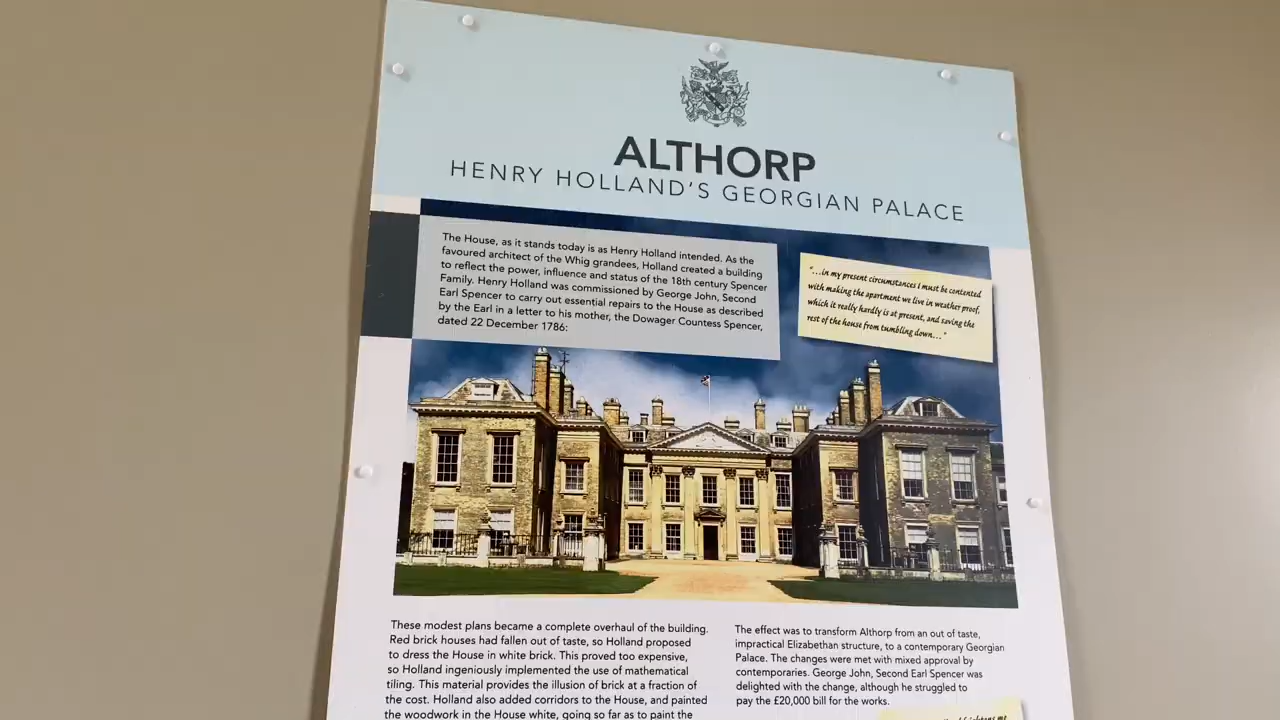 ALTHORP
HENRY HOLLAND'S GEORGIAN PALACE
The House, as it stands today is as Henry Holland intended. As the
favoured architect of the Whig grandees, Holland created a building
to reflect the power, influence and status of the 18th century Spencer
Family. Henry Holland was commissioned by George John, Second
Earl Spencer to carry out essential repairs to the House as described
by the Earl in a letter to his mother, the Dowager Countess Spencer,
dated 22 December 1786:
"...in my present circumstances I must be contented
with making the apartment we live in weather proof,
which it really hardly is at present, and saving the
rest of the house from tumbling down..."
These modest plans became a complete overhaul of the building.
Red brick houses had fallen out of taste, so Holland proposed
to dress the House in white brick. This proved too expensive,
so Holland ingeniously implemented the use of mathematical
tiling. This material provides the illusion of brick at a fraction of
the cost. Holland also added corridors to the House, and painted
the woodwork in the House white, going so far as to paint the
The effect was to transform Althorp from an out of taste,
impractical Elizabethan structure, to a contemporary Georgian
Palace. The changes were met with mixed approval by
contemporaries. George John, Second Earl Spencer was
delighted with the change, although he struggled to
pay the £20,000 bill for the works.